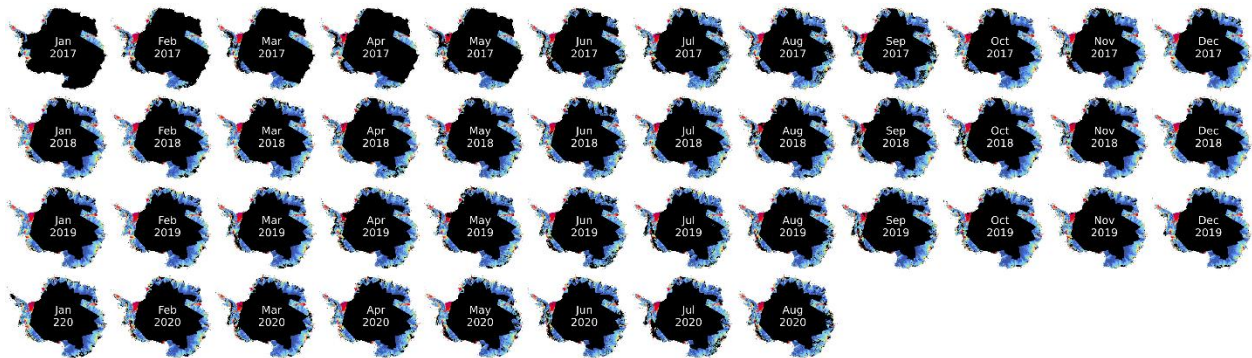 Jan 2017
Feb 2017
Mar 2017
Apr 2017
May 2017
Jun 2017
Jul 2017
Aug 2017
Sep 2017
Oct 2017
Nov 2017
Dec 2017
Jan 2018
Feb 2018
Mar 2018
Apr 2018
May 2018
Jun 2018
Jul 2018
Aug 2018
Sep 2018
Oct 2018
Nov 2018
Dec 2018
Jan 2019
Feb 2019
Mar 2019
Apr 2019
May 2019
Jun 2019
Jul 2019
Aug 2019
Sep 2019
Oct 2019
Nov 2019
Dec 2019
Jan 220
Feb 2020
Mar 2020
Apr 2020
May 2020
Jun 2020
Jul 2020
Aug 2020